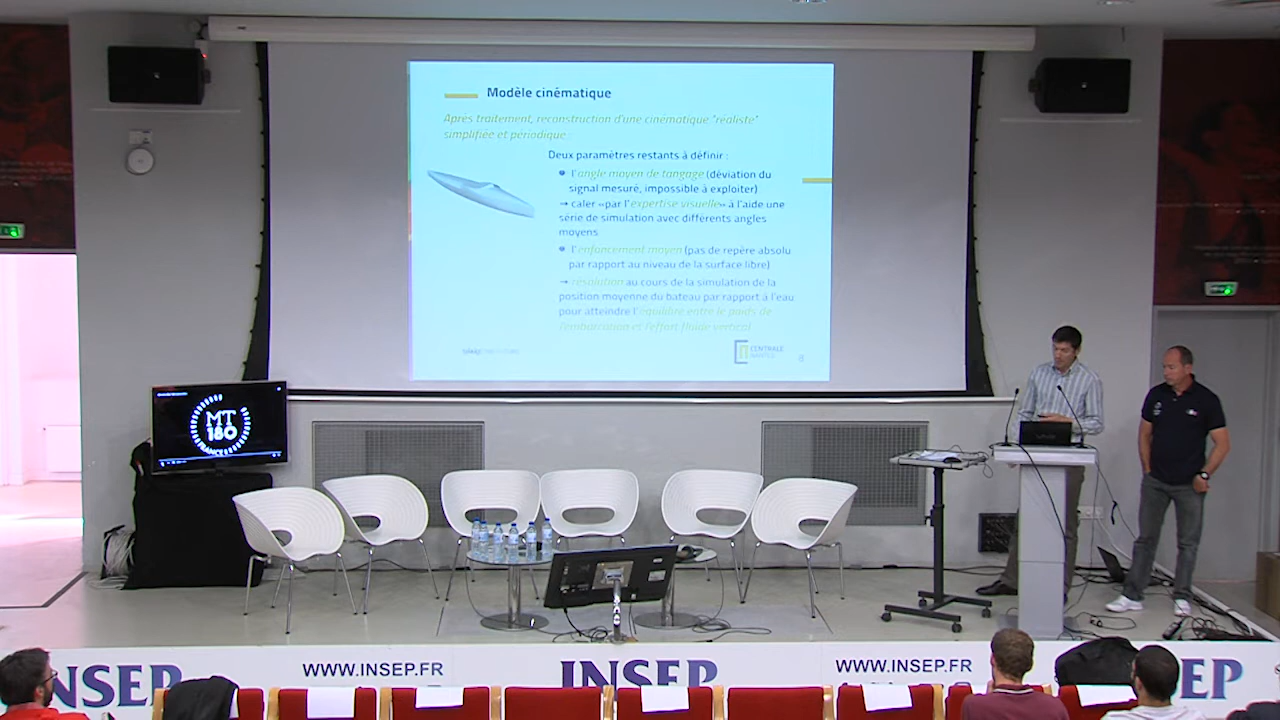 Modèle cinématique
Après traitement, reconstruction d'une cinématique "réaliste"
simplifiée et périodique :
Deux paramètres restants à définir :
• l'angle moyen de tangage (déviation du
signal mesuré, impossible à exploiter)
→ caler «par l'expertise visuelle» à l'aide une
série de simulation avec différents angles
moyens
• l'enfoncement moyen (pas de repère absolu
par rapport au niveau de la surface libre)
→ résolution au cours de la simulation de la
position moyenne du bateau par rapport à l'eau
pour atteindre l'équilibre entre le poids de
l'embarcation et l'effort fluide vertical
CENTRALE
NANTES
8
MT
180
FRANCE
INSEP
WWW.INSEP.FR
INSEP
WWW.INSEP.FR
EP